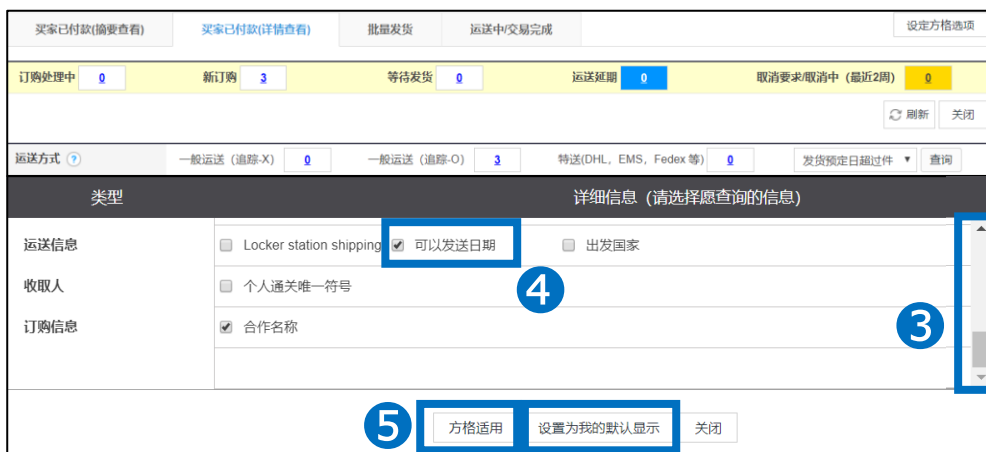 买家已付款(摘要查看) 买家已付款(详情查看) 批量发货 运送中/交易完成 设定方格选项
订购处理中 0 新订购 3 等待发货 0 运送延期 0 取消要求/取消中 (最近2周) 0
刷新 关闭
运送方式 ? 一般运送 (追踪-X) 0 一般运送 (追踪-O) 3 特送(DHL, EMS, Fedex 等) 0 发货预定日超过件 ▼ 查询
类型 详细信息 (请选择愿查询的信息)
运送信息 Locker station shipping 可以发送日期 出发国家
4
收取人 个人通关唯一符号
3
订购信息 合作名称
5 方格适用 设置为我的默认显示 关闭